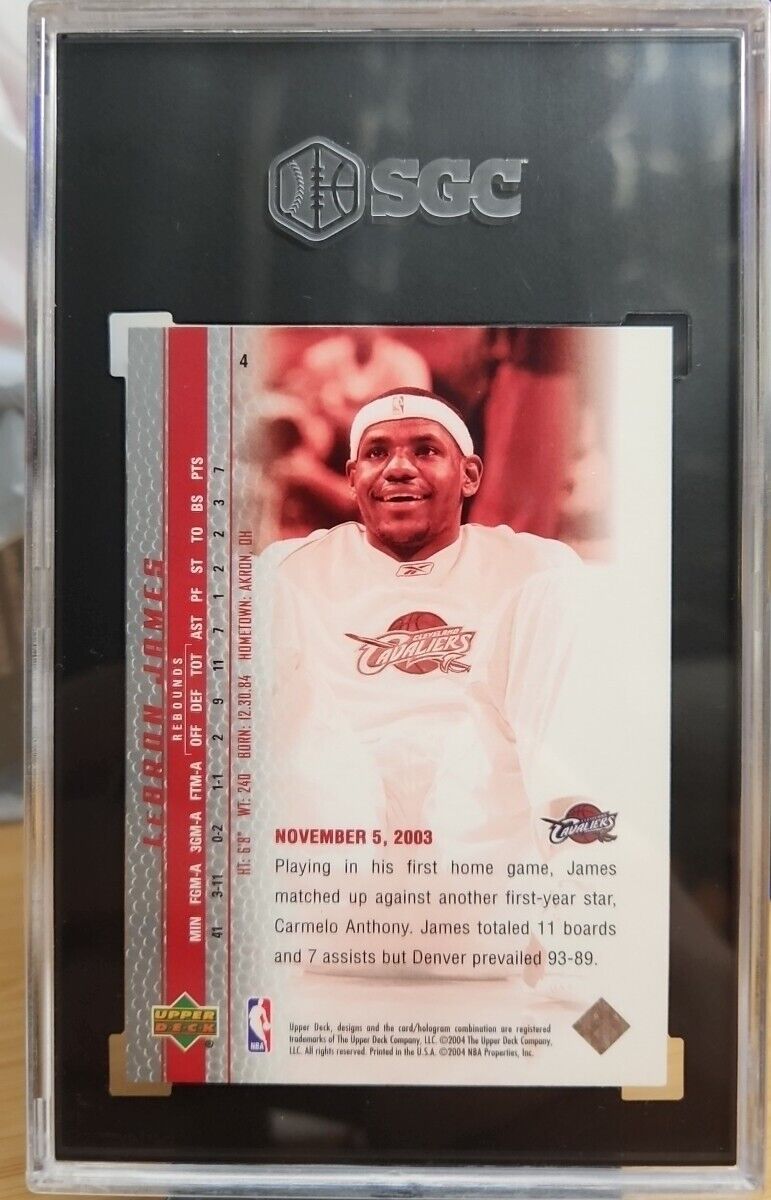 SGC
4
LeBRON JAMES
REBOUNDS
MIN FGM-A 3GM-A FTM-A OFF DEF TOT AST PF ST TO BS PTS
41 3-11 0-2 1-1 2 9 11 7 1 2 2 3 7
HT: 6'8" WT: 240 BORN: 12.30.84 HOMETOWN: AKRON, OH
CLEVELAND
CAVALIERS
CAVALIERS
NOVEMBER 5, 2003
Playing in his first home game, James
matched up against another first-year star,
Carmelo Anthony. James totaled 11 boards
and 7 assists but Denver prevailed 93-89.
UPPER
DECK
®
NBA
Upper Deck, designs and the card/hologram combination are registered
trademarks of The Upper Deck Company, LLC. ©2004 The Upper Deck Company,
LLC. All rights reserved. Printed in the U.S.A. ©2004 NBA Properties, Inc.